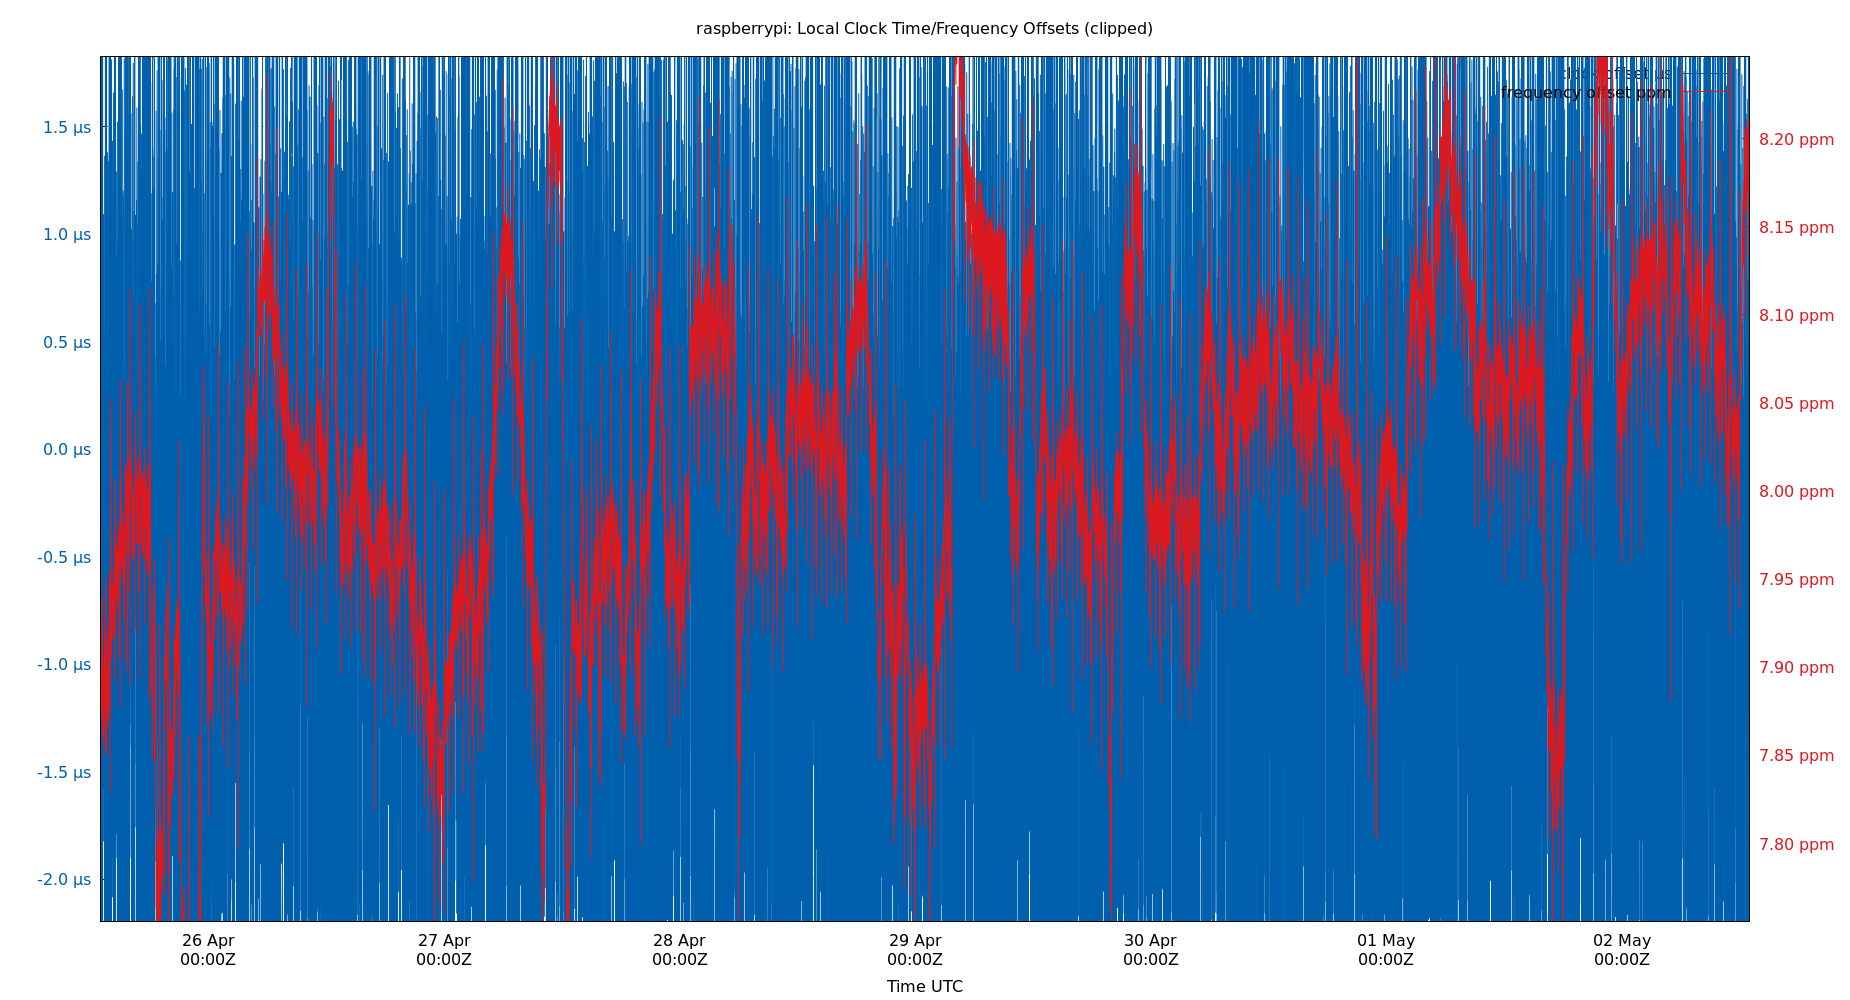 raspberrypi: Local Clock Time/Frequency Offsets (clipped)
clock offset µs
frequency offset ppm
1.5 µs
1.0 µs
0.5 µs
0.0 µs
-0.5 µs
-1.0 µs
-1.5 µs
-2.0 µs
8.20 ppm
8.15 ppm
8.10 ppm
8.05 ppm
8.00 ppm
7.95 ppm
7.90 ppm
7.85 ppm
7.80 ppm
26 Apr
00:00Z
27 Apr
00:00Z
28 Apr
00:00Z
29 Apr
00:00Z
30 Apr
00:00Z
01 May
00:00Z
02 May
00:00Z
Time UTC